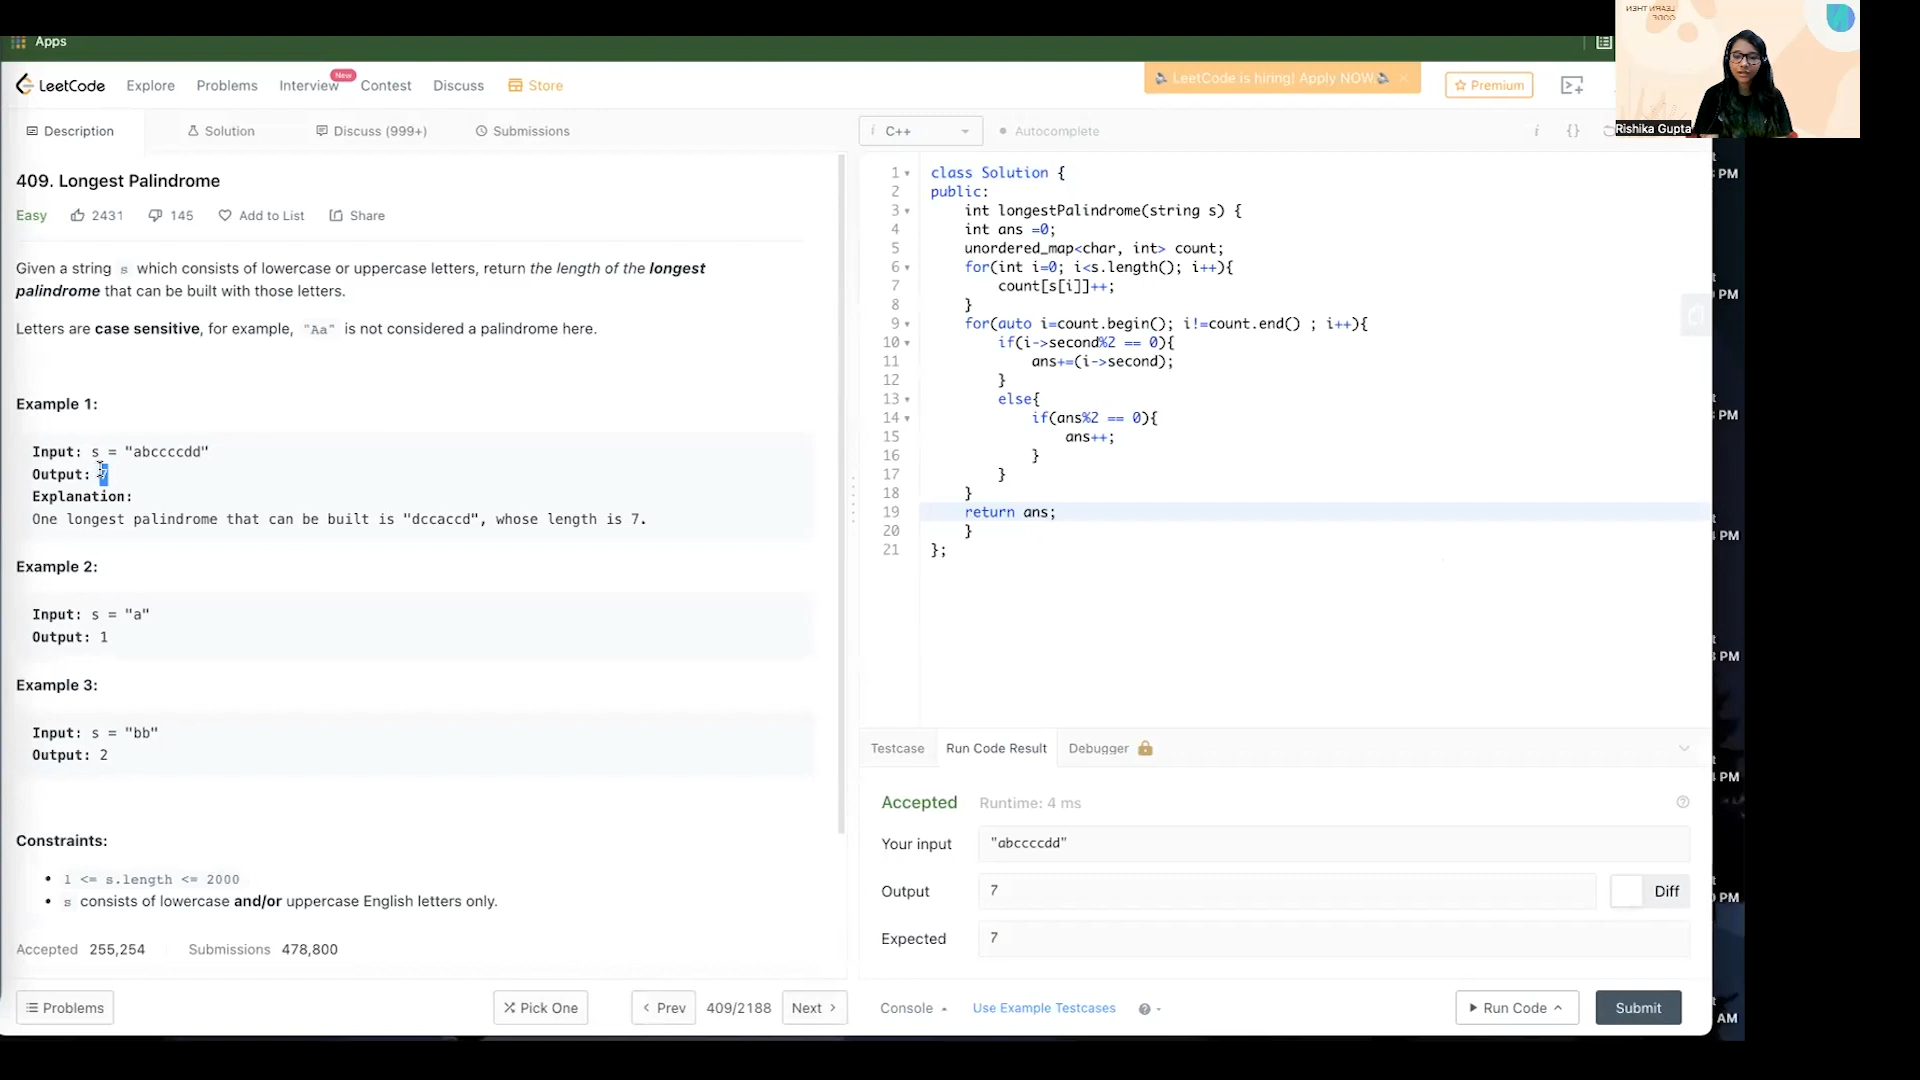 Apps
LEARN THEN
CODE
Rishika Gupta
LeetCode
Explore
Problems
Interview
New
Contest
Discuss
Store
LeetCode is hiring! Apply NOW
Premium
Description
Solution
Discuss (999+)
Submissions
i C++
Autocomplete
i
{}
409. Longest Palindrome
Easy
2431
145
Add to List
Share
Given a string s which consists of lowercase or uppercase letters, return the length of the longest
palindrome that can be built with those letters.
Letters are case sensitive, for example, "Aa" is not considered a palindrome here.
Example 1:
Input: s = "abccccdd"
Output: 7
Explanation:
One longest palindrome that can be built is "dccaccd", whose length is 7.
Example 2:
Input: s = "a"
Output: 1
Example 3:
Input: s = "bb"
Output: 2
Constraints:
1 <= s.length <= 2000
s consists of lowercase and/or uppercase English letters only.
Accepted 255,254
Submissions 478,800
Problems
Pick One
Prev
409/2188
Next
1 class Solution {
2 public:
3 int longestPalindrome(string s) {
4 int ans =0;
5 unordered_map<char, int> count;
6 for(int i=0; i<s.length(); i++){
7 count[s[i]]++;
8 }
9 for(auto i=count.begin(); i!=count.end() ; i++){
10 if(i->second%2 == 0){
11 ans+=(i->second);
12 }
13 else{
14 if(ans%2 == 0){
15 ans++;
16 }
17 }
18 }
19 return ans;
20 }
21 };
Testcase
Run Code Result
Debugger
Accepted
Runtime: 4 ms
Your input
"abccccdd"
Output
7
Diff
Expected
7
Console
Use Example Testcases
Run Code
Submit
PM
PM
PM
PM
PM
PM
PM
AM